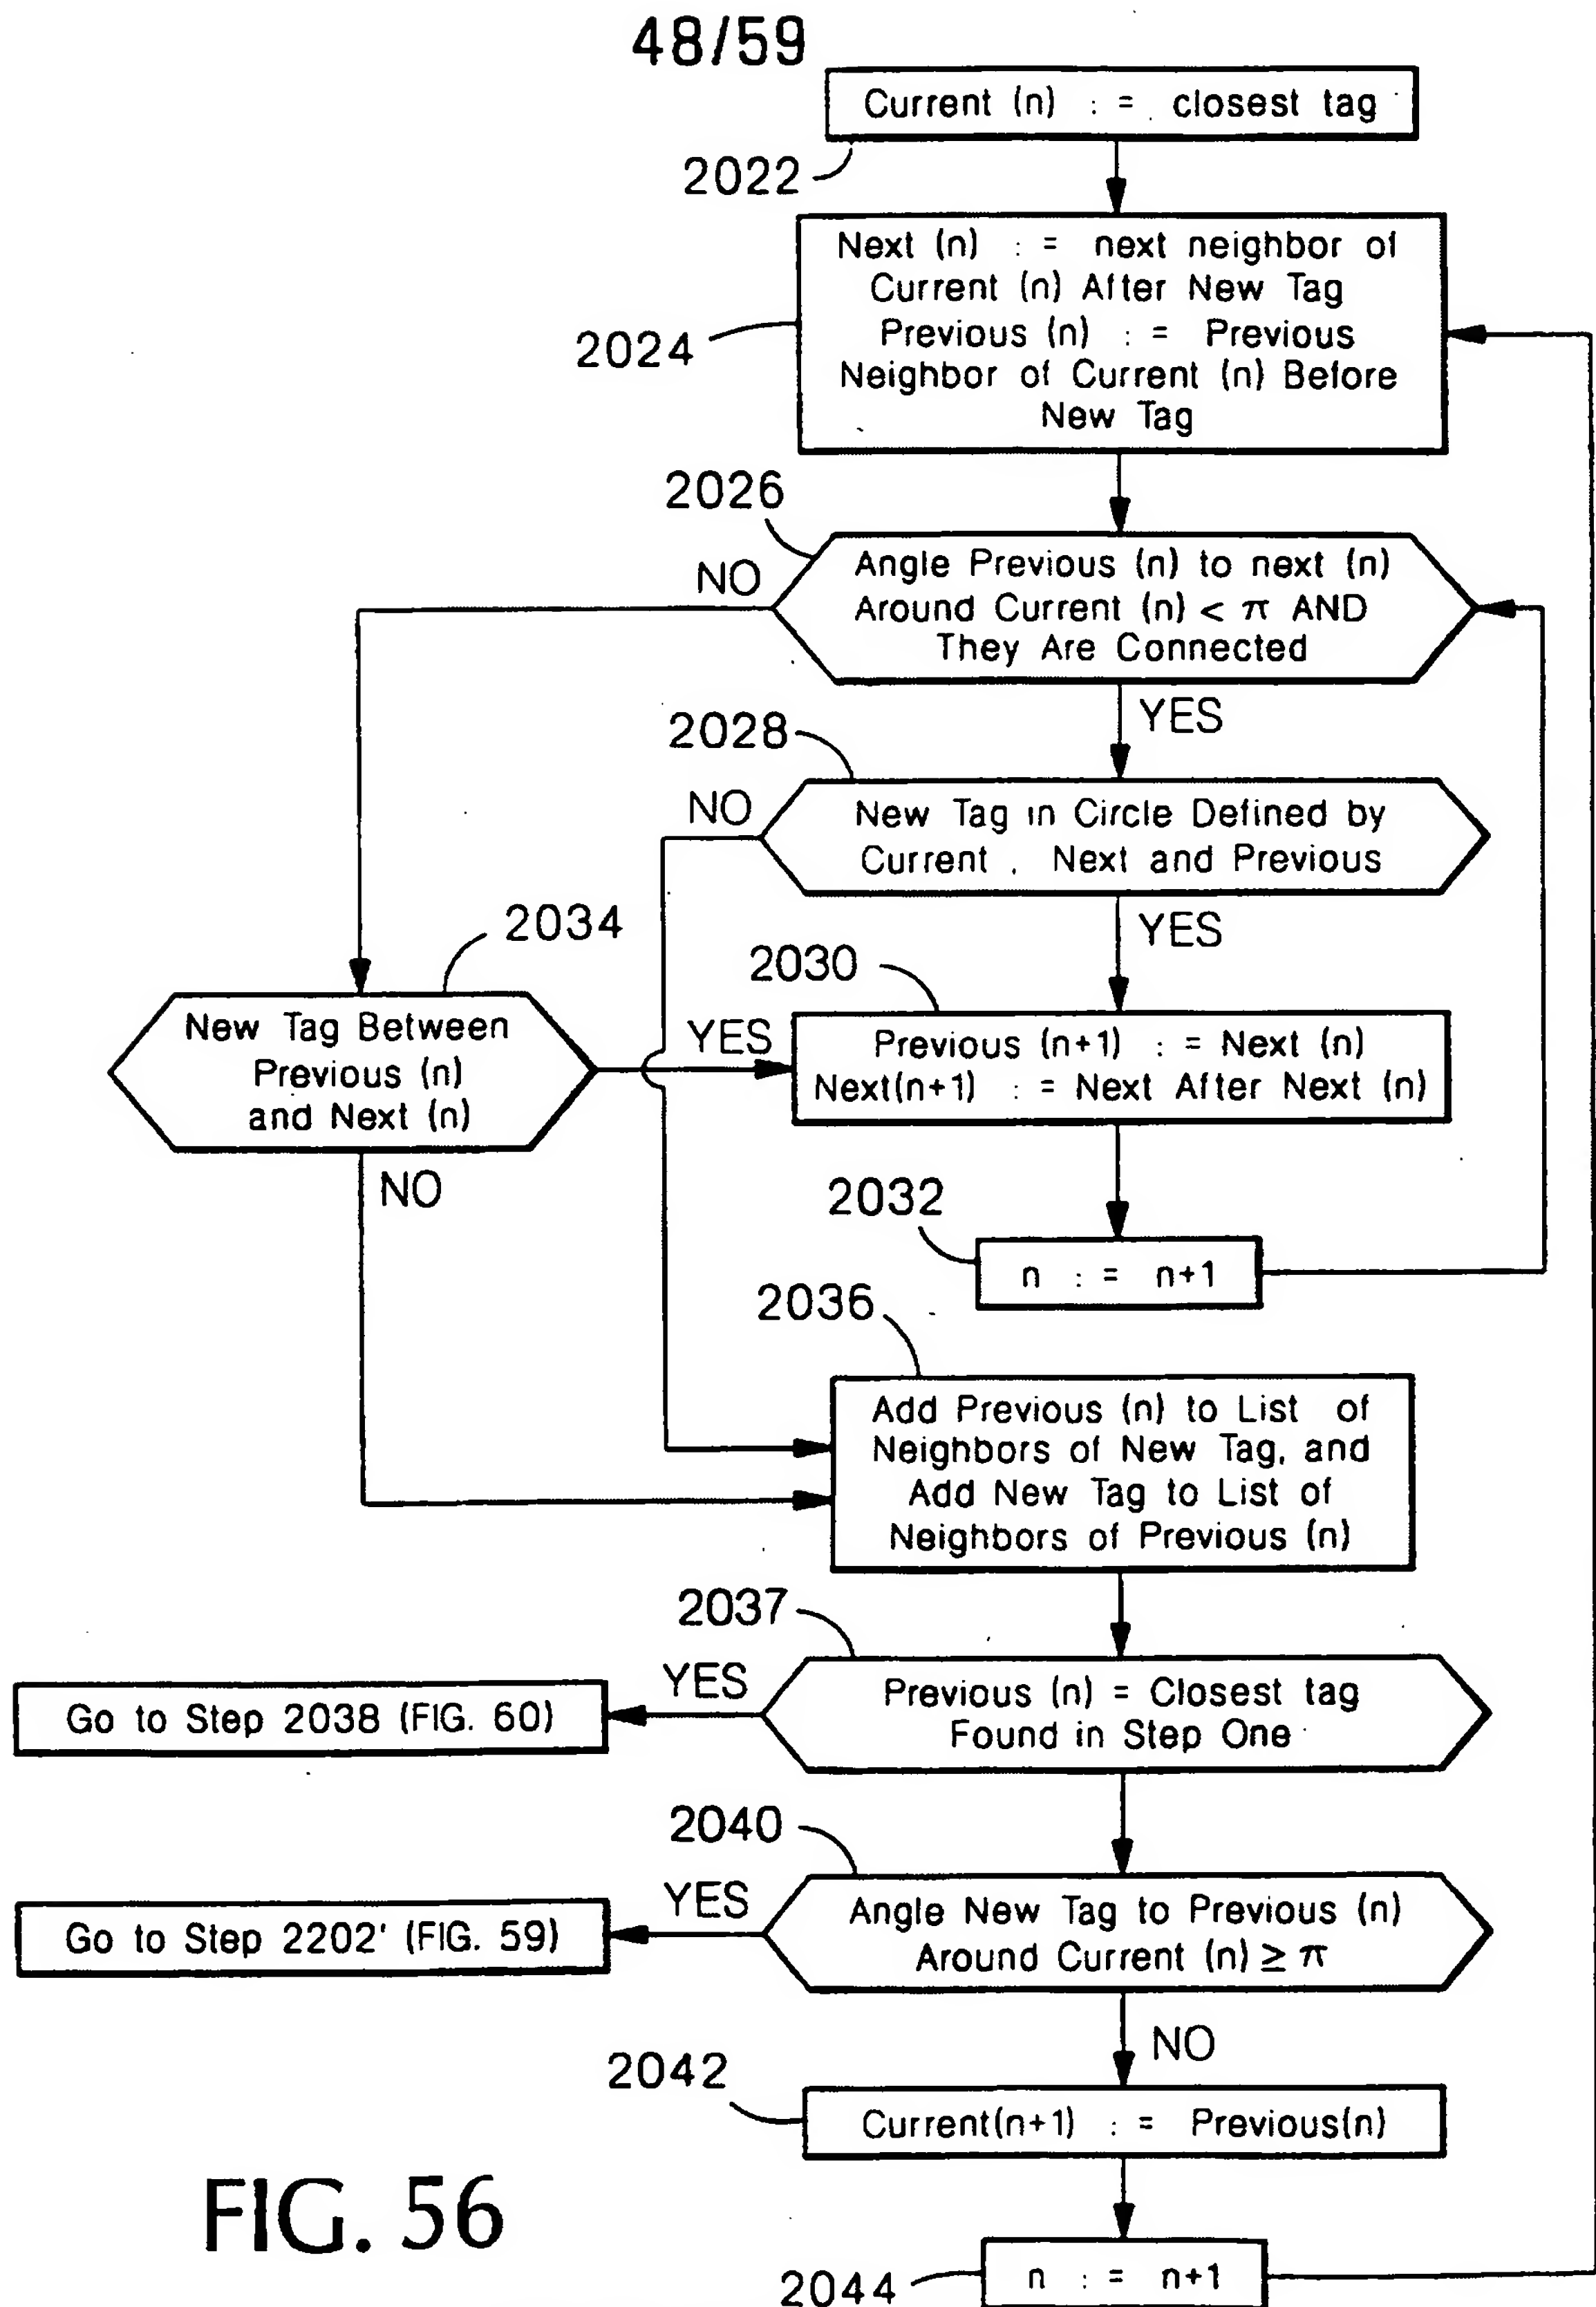 48/59
Current (n) : = closest tag
2022
Next (n) : = next neighbor of
Current (n) After New Tag
Previous (n) : = Previous
Neighbor of Current (n) Before
New Tag
2024
2026
NO
Angle Previous (n) to next (n)
Around Current (n) < π AND
They Are Connected
YES
2028
NO
New Tag in Circle Defined by
Current , Next and Previous
YES
2034
New Tag Between
Previous (n)
and Next (n)
YES
NO
2030
Previous (n+1) : = Next (n)
Next(n+1) : = Next After Next (n)
2032
n : = n+1
2036
Add Previous (n) to List of
Neighbors of New Tag, and
Add New Tag to List of
Neighbors of Previous (n)
2037
YES
Previous (n) = Closest tag
Found in Step One
Go to Step 2038 (FIG. 60)
2040
YES
Angle New Tag to Previous (n)
Around Current (n) ≥ π
Go to Step 2202' (FIG. 59)
NO
2042
Current(n+1) : = Previous(n)
2044
n : = n+1
FIG. 56